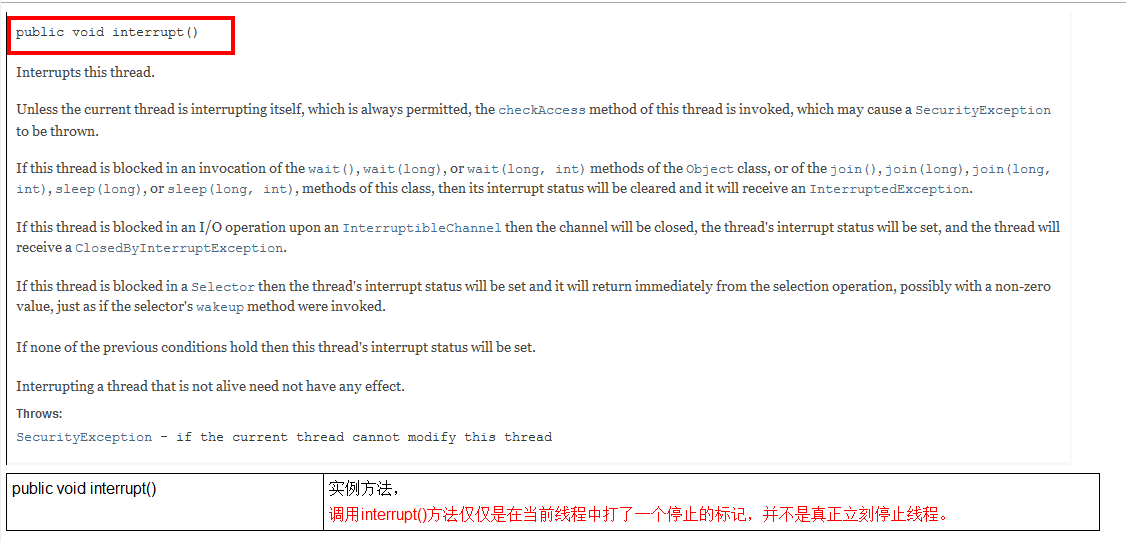 public void interrupt()
Interrupts this thread.
Unless the current thread is interrupting itself, which is always permitted, the checkAccess method of this thread is invoked, which may cause a SecurityException
to be thrown.
If this thread is blocked in an invocation of the wait(), wait(long), or wait(long, int) methods of the Object class, or of the join(), join(long), join(long,
int), sleep(long), or sleep(long, int), methods of this class, then its interrupt status will be cleared and it will receive an InterruptedException.
If this thread is blocked in an I/O operation upon an InterruptibleChannel then the channel will be closed, the thread's interrupt status will be set, and the thread will
receive a ClosedByInterruptException.
If this thread is blocked in a Selector then the thread's interrupt status will be set and it will return immediately from the selection operation, possibly with a non-zero
value, just as if the selector's wakeup method were invoked.
If none of the previous conditions hold then this thread's interrupt status will be set.
Interrupting a thread that is not alive need not have any effect.
Throws:
SecurityException - if the current thread cannot modify this thread
public void interrupt()
实例方法，
调用interrupt()方法仅仅是在当前线程中打了一个停止的标记，并不是真正立刻停止线程。